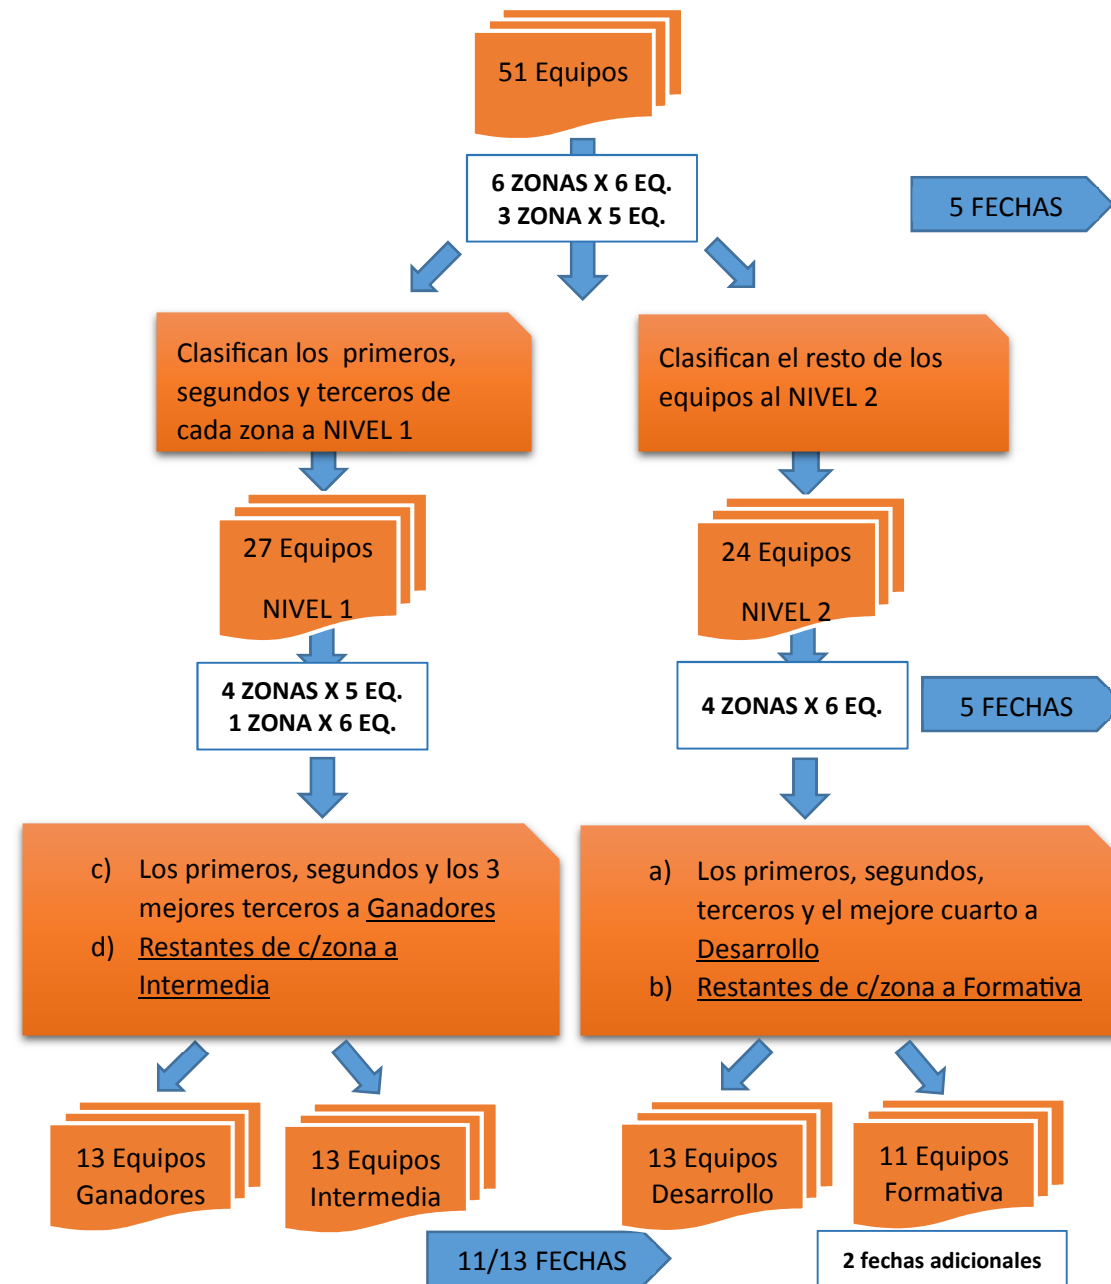 51 Equipos
6 ZONAS X 6 EQ.
3 ZONA X 5 EQ.
5 FECHAS
Clasifican los primeros,
segundos y terceros de
cada zona a NIVEL 1
Clasifican el resto de los
equipos al NIVEL 2
27 Equipos
NIVEL 1
24 Equipos
NIVEL 2
4 ZONAS X 5 EQ.
1 ZONA X 6 EQ.
4 ZONAS X 6 EQ.
5 FECHAS
c) Los primeros, segundos y los 3
mejores terceros a Ganadores
d) Restantes de c/zona a
Intermedia
a) Los primeros, segundos,
terceros y el mejore cuarto a
Desarrollo
b) Restantes de c/zona a Formativa
13 Equipos
Ganadores
13 Equipos
Intermedia
13 Equipos
Desarrollo
11 Equipos
Formativa
11/13 FECHAS
2 fechas adicionales